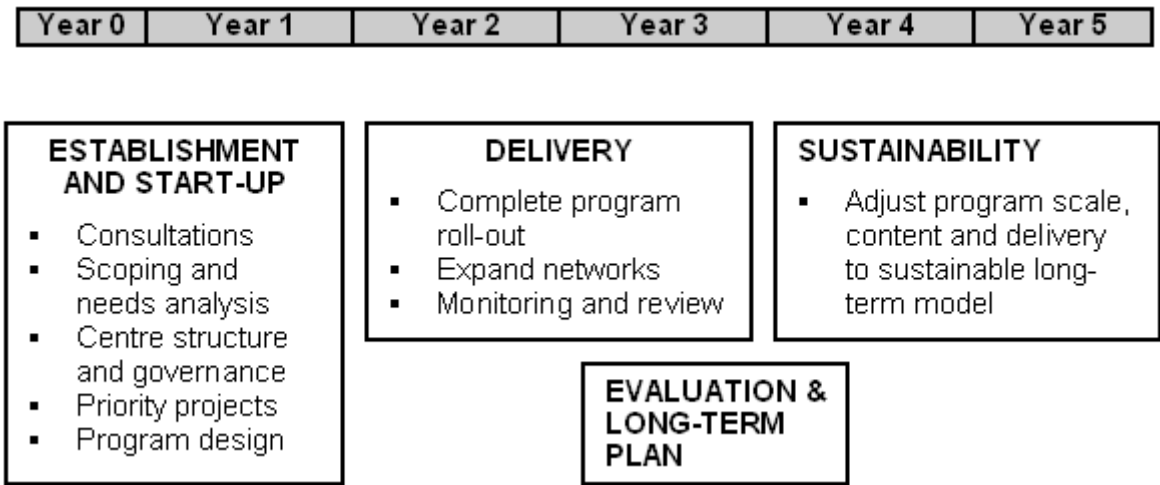 Year 0 Year 1 Year 2 Year 3 Year 4 Year 5
ESTABLISHMENT
AND START-UP
▪ Consultations
▪ Scoping and
needs analysis
▪ Centre structure
and governance
▪ Priority projects
▪ Program design
DELIVERY
▪ Complete program
roll-out
▪ Expand networks
▪ Monitoring and review
SUSTAINABILITY
▪ Adjust program scale,
content and delivery
to sustainable long-
term model
EVALUATION &
LONG-TERM
PLAN